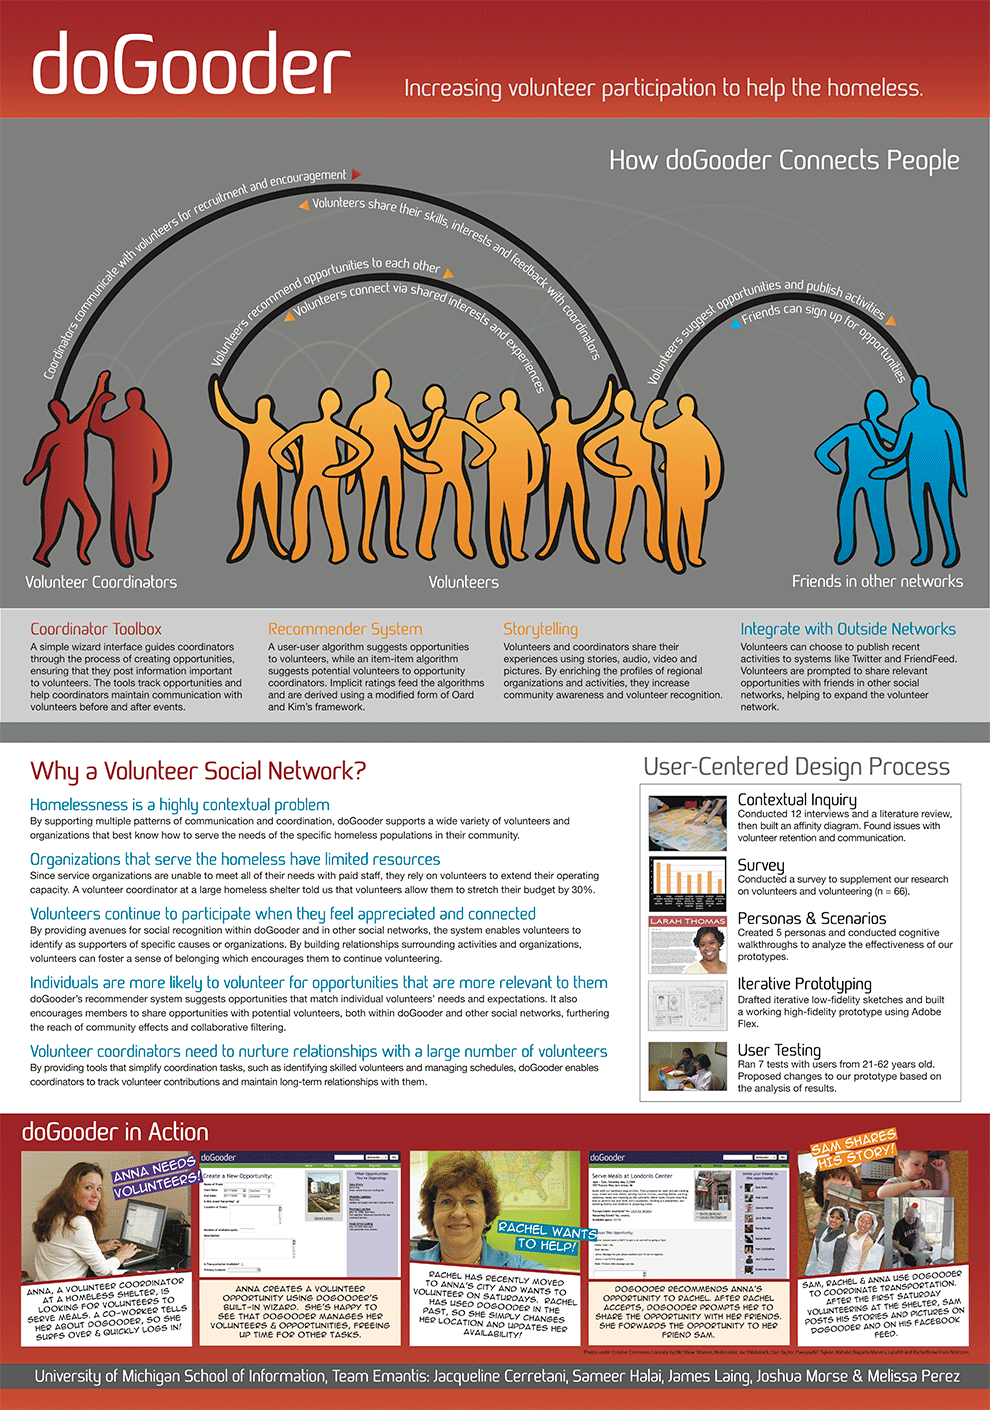 doGooder
Increasing volunteer participation to help the homeless.
How doGooder Connects People
Coordinators communicate with volunteers for recruitment and encouragement
Volunteers share their skills, interests and feedback with coordinators
Volunteers recommend opportunities to each other
Volunteers connect via shared interests and experiences
Volunteers suggest opportunities and publish activities
Friends can sign up for opportunities
Volunteer Coordinators
Volunteers
Friends in other networks
Coordinator Toolbox
A simple wizard interface guides coordinators
through the process of creating opportunities,
ensuring that they post information important
to volunteers. The tools track opportunities and
help coordinators maintain communication with
volunteers before and after events.
Recommender System
A user-user algorithm suggests opportunities
to volunteers, while an item-item algorithm
suggests potential volunteers to opportunity
coordinators. Implicit ratings feed the algorithms
and are derived using a modified form of Oard
and Kim's framework.
Storytelling
Volunteers and coordinators share their
experiences using stories, audio, video and
pictures. By enriching the profiles of regional
organizations and activities, they increase
community awareness and volunteer recognition.
Integrate with Outside Networks
Volunteers can choose to publish recent
activities to systems like Twitter and FriendFeed.
Volunteers are prompted to share relevant
opportunities with friends in other social
networks, helping to expand the volunteer
network.
Why a Volunteer Social Network?
Homelessness is a highly contextual problem
By supporting multiple patterns of communication and coordination, doGooder supports a wide variety of volunteers and
organizations that best know how to serve the needs of the specific homeless populations in their community.
Organizations that serve the homeless have limited resources
Since service organizations are unable to meet all of their needs with paid staff, they rely on volunteers to extend their operating
capacity. A volunteer coordinator at a large homeless shelter told us that volunteers allow them to stretch their budget by 30%.
Volunteers continue to participate when they feel appreciated and connected
By providing avenues for social recognition within doGooder and in other social networks, the system enables volunteers to
identify as supporters of specific causes or organizations. By building relationships surrounding activities and organizations,
volunteers can foster a sense of belonging which encourages them to continue volunteering.
Individuals are more likely to volunteer for opportunities that are more relevant to them
doGooder's recommender system suggests opportunities that match individual volunteers' needs and expectations. It also
encourages members to share opportunities with potential volunteers, both within doGooder and other social networks, furthering
the reach of community effects and collaborative filtering.
Volunteer coordinators need to nurture relationships with a large number of volunteers
By providing tools that simplify coordination tasks, such as identifying skilled volunteers and managing schedules, doGooder enables
coordinators to track volunteer contributions and maintain long-term relationships with them.
User-Centered Design Process
Contextual Inquiry
Conducted 12 interviews and a literature review,
then built an affinity diagram. Found issues with
volunteer retention and communication.
Survey
Conducted a survey to supplement our research
on volunteers and volunteering (n = 66).
LARAH THOMAS
Personas & Scenarios
Created 5 personas and conducted cognitive
walkthroughs to analyze the effectiveness of our
prototypes.
Iterative Prototyping
Drafted iterative low-fidelity sketches and built
a working high-fidelity prototype using Adobe
Flex.
User Testing
Ran 7 tests with users from 21-62 years old.
Proposed changes to our prototype based on
the analysis of results.
doGooder in Action
ANNA NEEDS
VOLUNTEERS!
ANNA, A VOLUNTEER COORDINATOR
AT A HOMELESS SHELTER, IS
LOOKING FOR VOLUNTEERS TO
SERVE MEALS. A CO-WORKER TELLS
HER ABOUT DOGOODER, SO SHE
SURFS OVER & QUICKLY LOGS IN!
doGooder
Create a New Opportunity:
Other Opportunities
You're Organizing:
ANNA CREATES A VOLUNTEER
OPPORTUNITY USING DOGOODER'S
BUILT-IN WIZARD. SHE'S HAPPY TO
SEE THAT DOGOODER MANAGES HER
VOLUNTEERS & OPPORTUNITIES, FREEING
UP TIME FOR OTHER TASKS.
RACHEL WANTS
TO HELP!
RACHEL HAS RECENTLY MOVED
TO ANNA'S CITY AND WANTS TO
VOLUNTEER ON SATURDAYS. RACHEL
HAS USED DOGOODER IN THE
PAST, SO SHE SIMPLY CHANGES
HER LOCATION AND UPDATES HER
AVAILABILITY!
doGooder
Serve Meals at Londonis Center
DOGOODER RECOMMENDS ANNA'S
OPPORTUNITY TO RACHEL. AFTER RACHEL
ACCEPTS, DOGOODER PROMPTS HER TO
SHARE THE OPPORTUNITY WITH HER FRIENDS.
SHE FORWARDS THE OPPORTUNITY TO HER
FRIEND SAM.
SAM SHARES
HIS STORY!
SAM, RACHEL & ANNA USE DOGOODER
TO COORDINATE TRANSPORTATION.
AFTER THE FIRST SATURDAY
VOLUNTEERING AT THE SHELTER, SAM
POSTS HIS STORIES AND PICTURES ON
DOGOODER AND ON HIS FACEBOOK
FEED.
University of Michigan School of Information, Team Emantis: Jacqueline Cerretani, Sameer Halai, James Laing, Joshua Morse & Melissa Perez